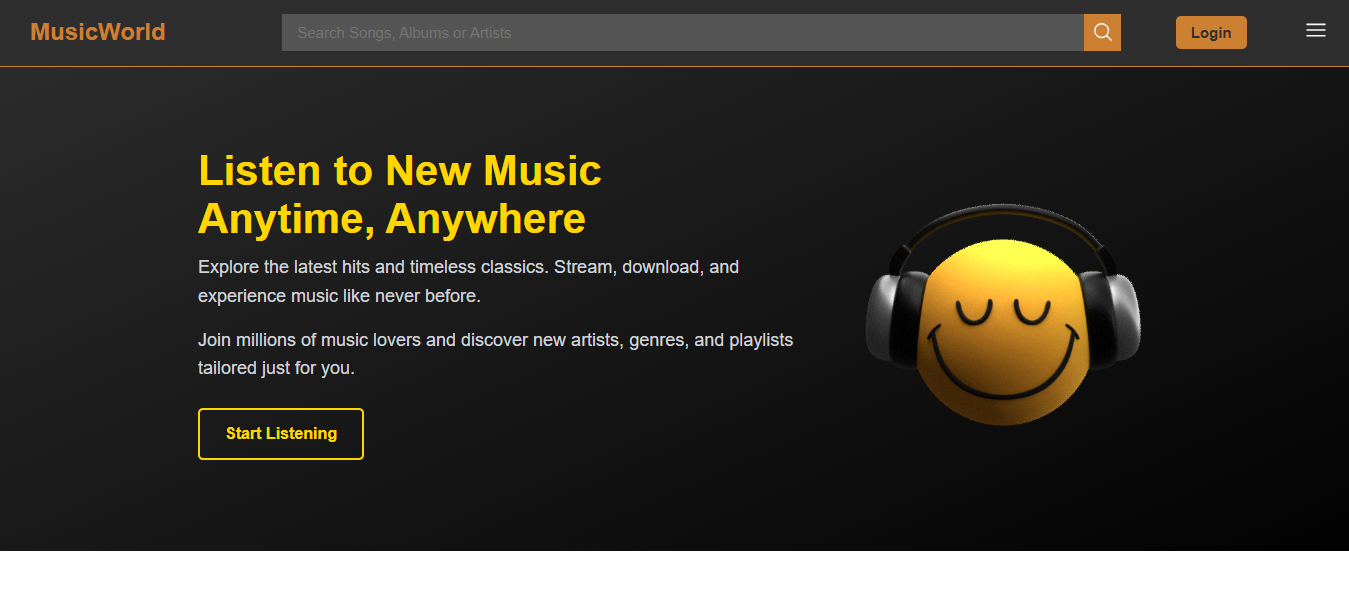 MusicWorld
Search Songs, Albums or Artists
Login
Listen to New Music
Anytime, Anywhere
Explore the latest hits and timeless classics. Stream, download, and
experience music like never before.
Join millions of music lovers and discover new artists, genres, and playlists
tailored just for you.
Start Listening